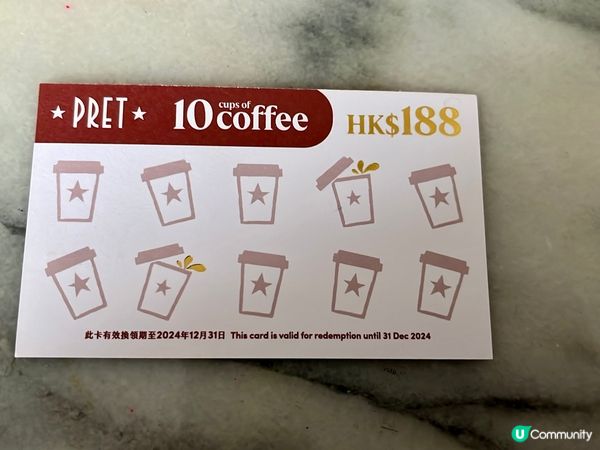 ★ PRET ★ 10 cups of coffee HK$188
此卡有效換領期至2024年12月31日 This card is valid for redemption until 31 Dec 2024
U Community